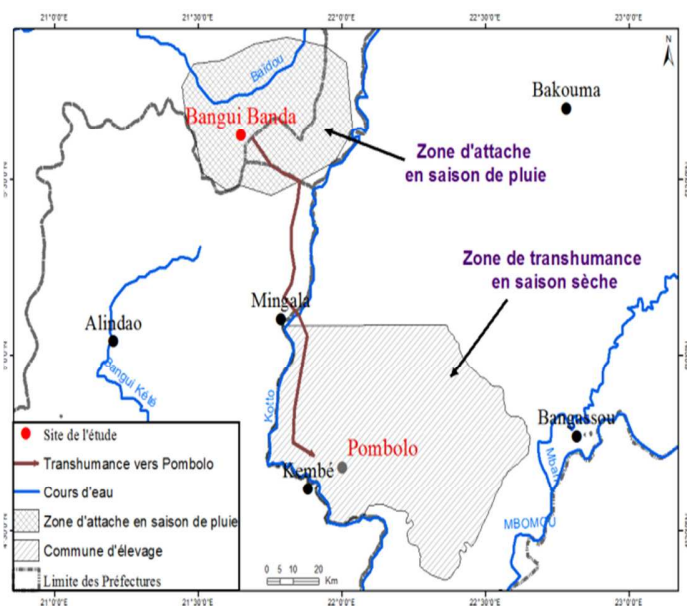 21°0'0"E
21°30'0"E
22°0'0"E
22°30'0"E
23°0'0"E
N
Baidou
Bakouma
Bangui Banda
Zone d'attache
en saison de pluie
Zone de transhumance
en saison sèche
Mingala
Alindao
Bangui Kété
Kotto
Bangassou
Mbari
Pombolo
Kembé
MBOMOU
Site de l'étude
Transhumance vers Pombolo
Cours d'eau
Zone d'attache en saison de pluie
Commune d'élevage
Limite des Préfectures
0 5 10 20
Km
21°0'0"E
21°30'0"E
22°0'0"E
22°30'0"E
23°0'0"E